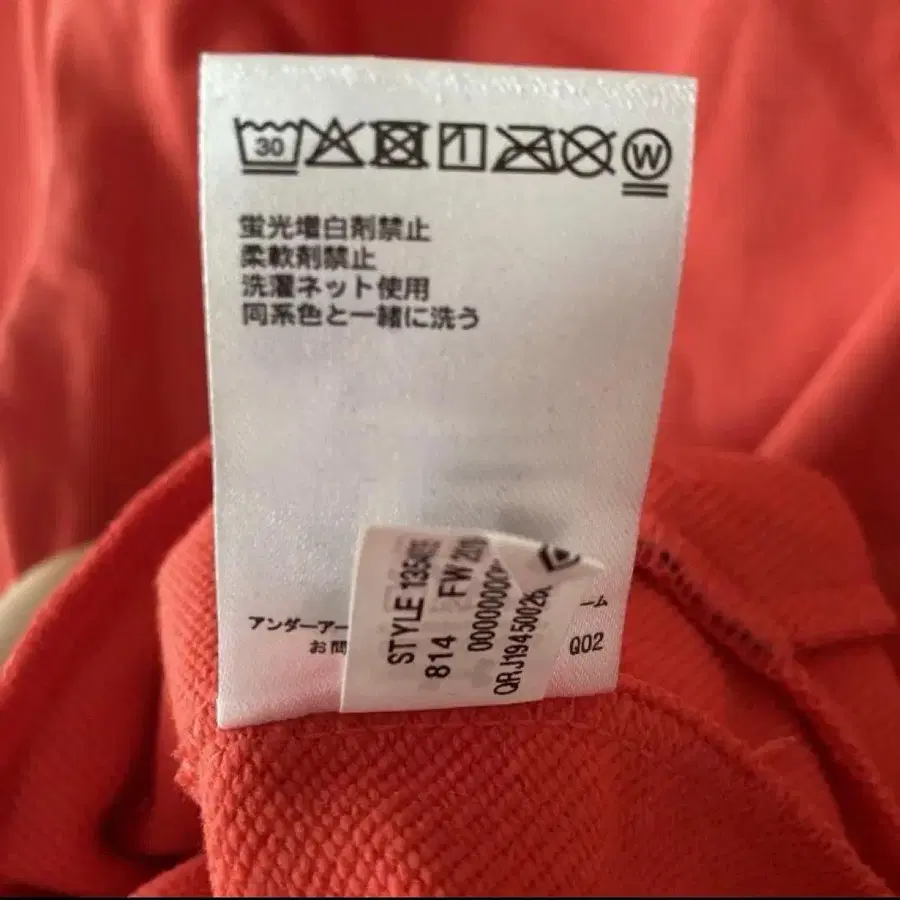 30
W
蛍光増白剤禁止
柔軟剤禁止
洗濯ネット使用
同系色と一緒に洗う
アンダーアー
ーム
お問
Q02
STYLE
814 FW